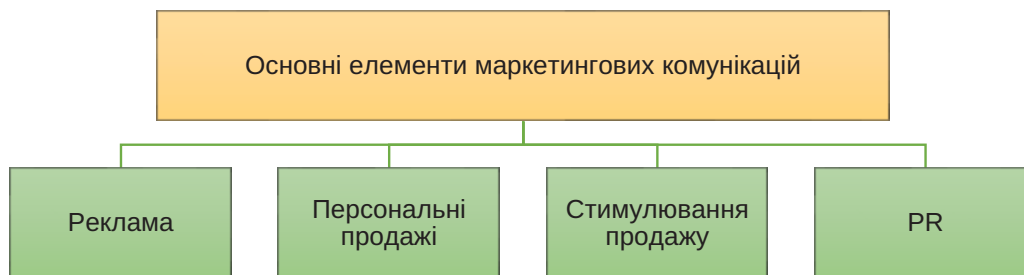 Основні елементи маркетингових комунікацій
Реклама
Персональні
продажі
Стимулювання
продажу
PR